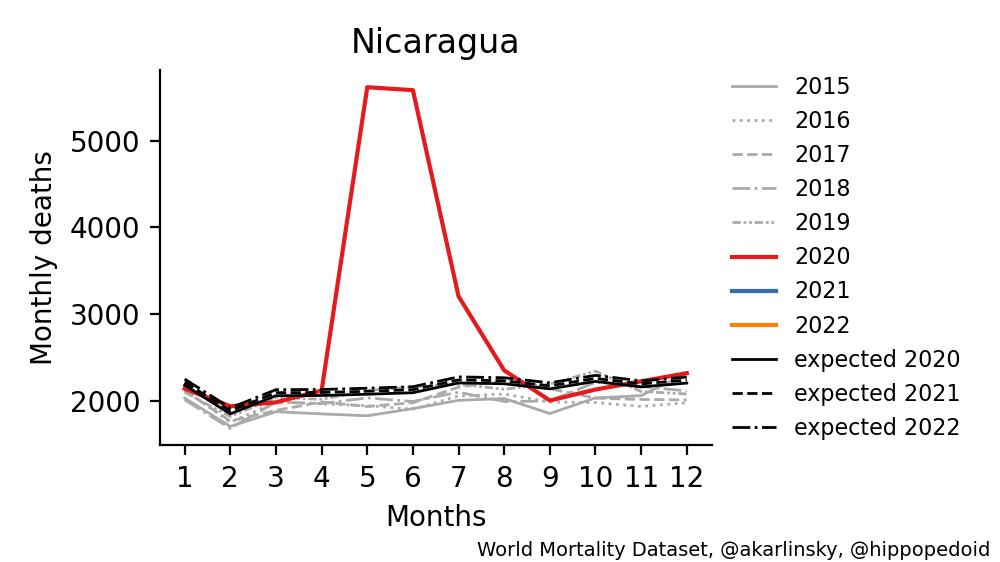 Nicaragua
Monthly deaths
5000
4000
3000
2000
1 2 3 4 5 6 7 8 9 10 11 12
Months
2015
2016
2017
2018
2019
2020
2021
2022
expected 2020
expected 2021
expected 2022
World Mortality Dataset, @akarlinsky, @hippopedoid